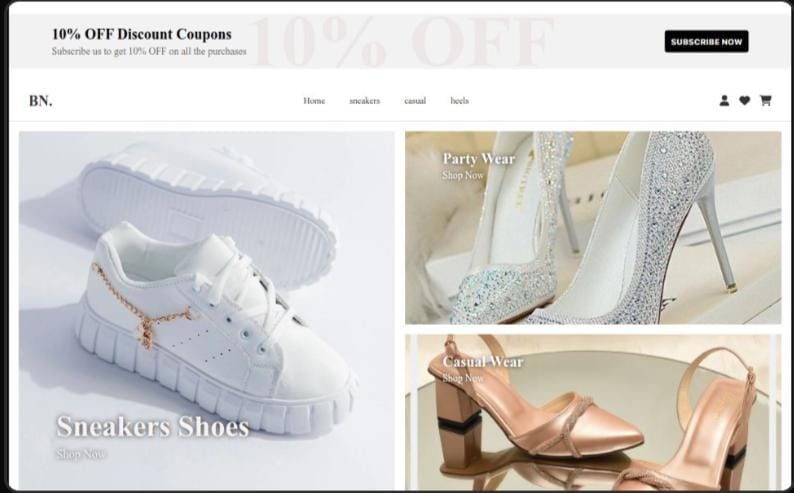 10% OFF
10% OFF Discount Coupons
Subscribe us to get 10% OFF on all the purchases
SUBSCRIBE NOW
BN.
Home sneakers casual heels
Party Wear
Shop Now
Sneakers Shoes
Shop Now
Casual Wear
Shop Now